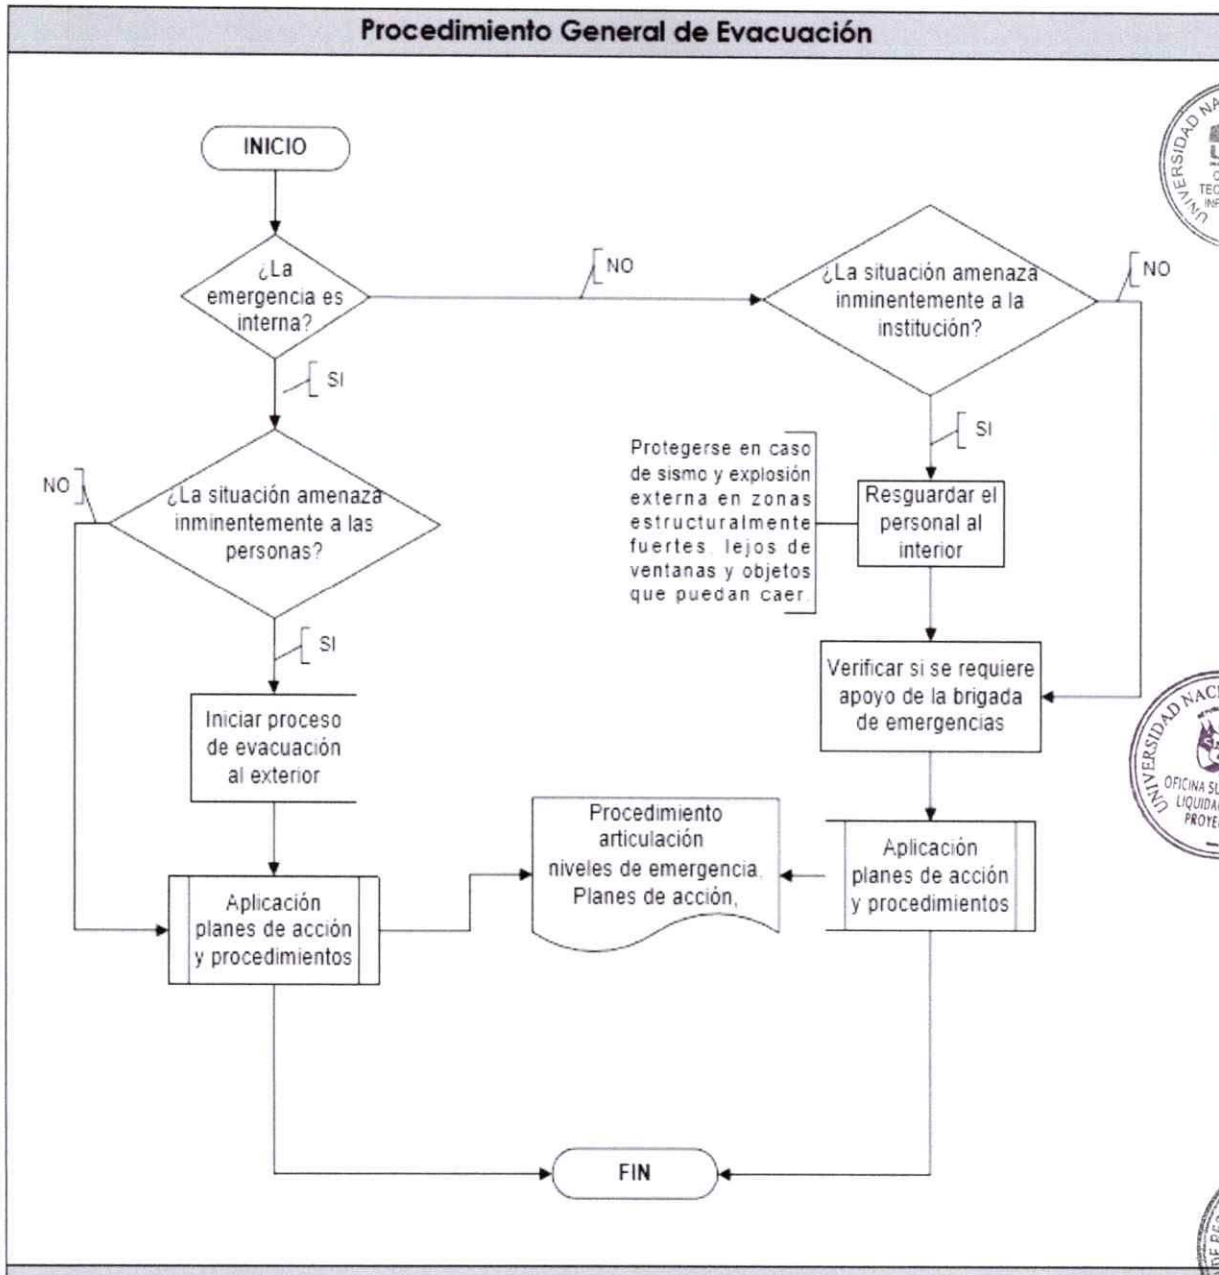 Procedimiento General de Evacuación
INICIO
¿La
emergencia es
interna?
NO
¿La situación amenaza
inminentemente a la
institución?
NO
SI
SI
Protegerse en caso
de sismo y explosión
externa en zonas
estructuralmente
fuertes, lejos de
ventanas y objetos
que puedan caer.
Resguardar el
personal al
interior
NO
¿La situación amenaza
inminentemente a las
personas?
SI
Verificar si se requiere
apoyo de la brigada
de emergencias
Iniciar proceso
de evacuación
al exterior
Procedimiento
articulación
niveles de emergencia.
Planes de acción,
Aplicación
planes de acción
y procedimientos
Aplicación
planes de acción
y procedimientos
FIN
UNIVERSIDAD
UNIVERSIDAD
OFICINA